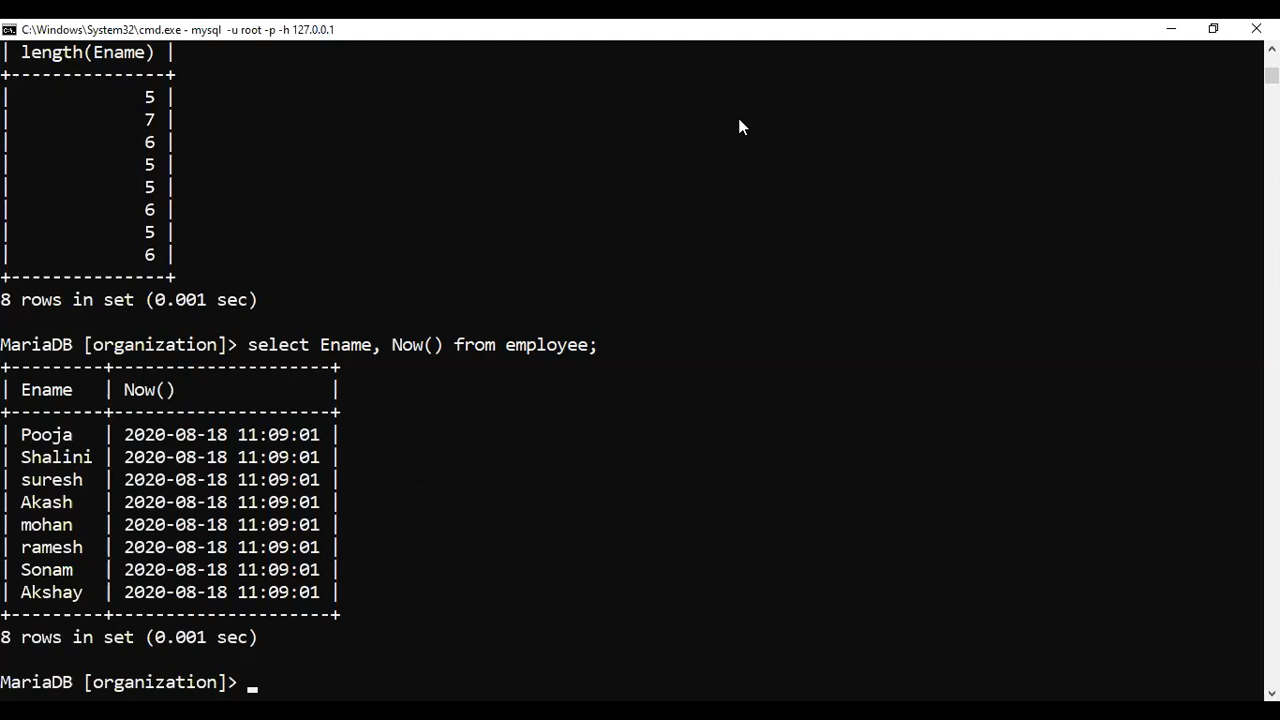 C:\Windows\System32\cmd.exe - mysql  -u root -p -h 127.0.0.1
| length(Ename) |
+---------------+
|             5 |
|             7 |
|             6 |
|             5 |
|             5 |
|             6 |
|             5 |
|             6 |
+---------------+
8 rows in set (0.001 sec)

MariaDB [organization]> select Ename, Now() from employee;
+---------+---------------------+
| Ename   | Now()               |
+---------+---------------------+
| Pooja   | 2020-08-18 11:09:01 |
| Shalini | 2020-08-18 11:09:01 |
| suresh  | 2020-08-18 11:09:01 |
| Akash   | 2020-08-18 11:09:01 |
| mohan   | 2020-08-18 11:09:01 |
| ramesh  | 2020-08-18 11:09:01 |
| Sonam   | 2020-08-18 11:09:01 |
| Akshay  | 2020-08-18 11:09:01 |
+---------+---------------------+
8 rows in set (0.001 sec)

MariaDB [organization]> _